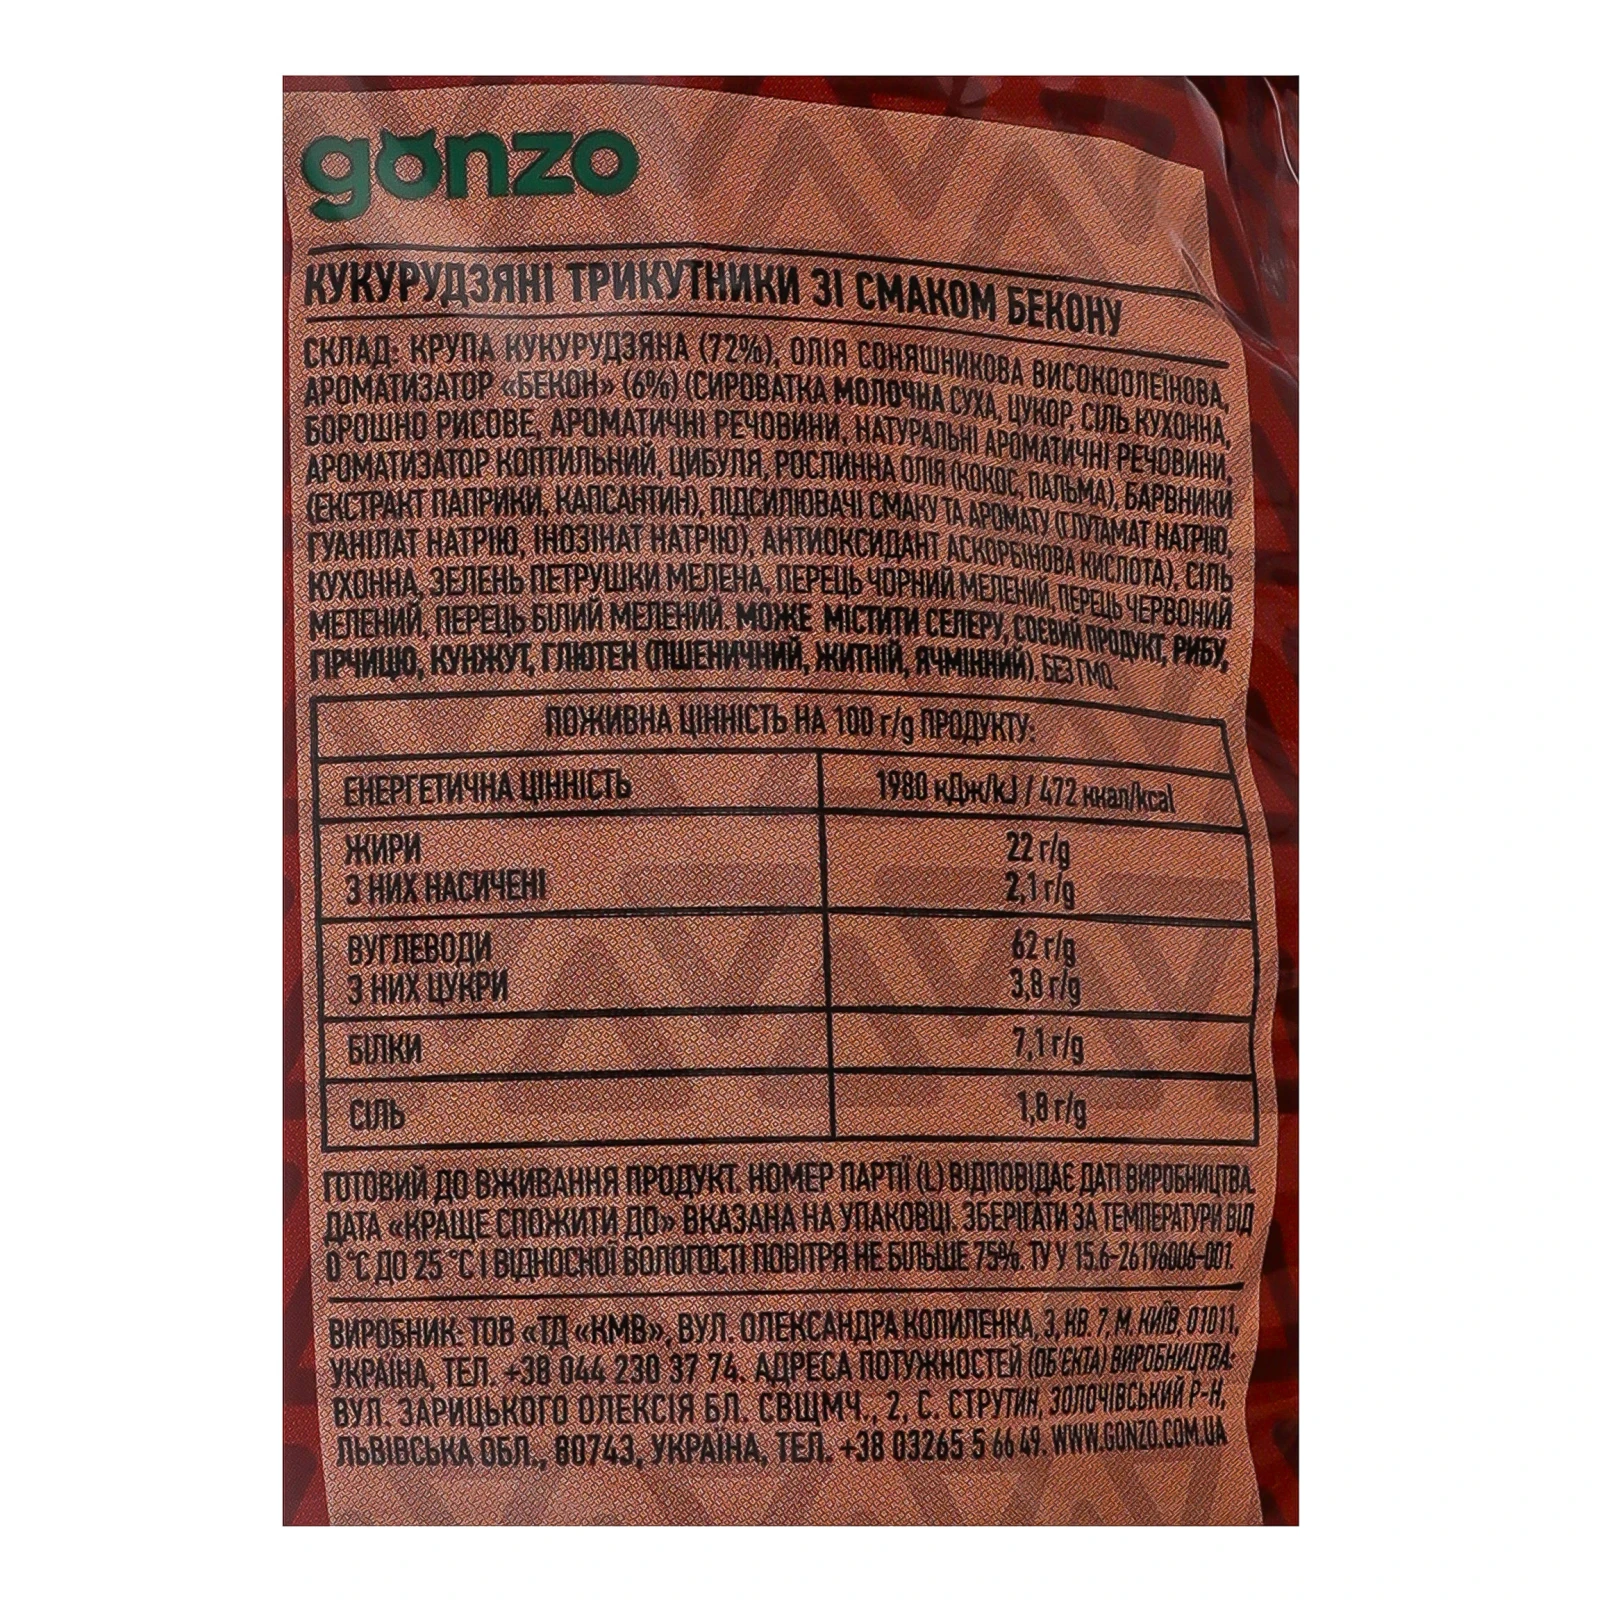 gonzo
КУКУРУДЗЯНІ ТРИКУТНИКИ ЗІ СМАКОМ БЕКОНУ
СКЛАД: КРУПА КУКУРУДЗЯНА (72%), ОЛІЯ СОНЯШНИКОВА ВИСОКООЛЕЇНОВА,
АРОМАТИЗАТОР «БЕКОН» (6%) (СИРОВАТКА МОЛОЧНА СУХА, ЦУКОР, СІЛЬ КУХОННА,
БОРОШНО РИСОВЕ, АРОМАТИЧНІ РЕЧОВИНИ, НАТУРАЛЬНІ АРОМАТИЧНІ РЕЧОВИНИ,
АРОМАТИЗАТОР КОПТИЛЬНИЙ, ЦИБУЛЯ, РОСЛИННА ОЛІЯ (КОКОС, ПАЛЬМА), БАРВНИКИ
(ЕКСТРАКТ ПАПРИКИ, КАПСАНТИН), ПІДСИЛЮВАЧІ СМАКУ ТА АРОМАТУ (ГЛУТАМАТ НАТРІЮ,
ГУАНІЛАТ НАТРІЮ, ІНОЗІНАТ НАТРІЮ), АНТИОКСИДАНТ АСКОРБІНОВА КИСЛОТА), СІЛЬ
КУХОННА, ЗЕЛЕНЬ ПЕТРУШКИ МЕЛЕНА, ПЕРЕЦЬ ЧОРНИЙ МЕЛЕНИЙ, ПЕРЕЦЬ ЧЕРВОНИЙ
МЕЛЕНИЙ, ПЕРЕЦЬ БІЛИЙ МЕЛЕНИЙ. МОЖЕ МІСТИТИ СЕЛЕРУ, СОЄВИЙ ПРОДУКТ, РИБУ,
ГІРЧИЦЮ, КУНЖУТ, ГЛЮТЕН (ПШЕНИЧНИЙ, ЖИТНІЙ, ЯЧМІННИЙ). БЕЗ ГМО.
ПОЖИВНА ЦІННІСТЬ НА 100 г/g ПРОДУКТУ:
ЕНЕРГЕТИЧНА ЦІННІСТЬ 1980 кДж/kJ / 472 ккал/kcal
ЖИРИ 22 г/g
З НИХ НАСИЧЕНІ 2,1 г/g
ВУГЛЕВОДИ 62 г/g
З НИХ ЦУКРИ 3,8 г/g
БІЛКИ 7,1 г/g
СІЛЬ 1,8 г/g
ГОТОВИЙ ДО ВЖИВАННЯ ПРОДУКТ. НОМЕР ПАРТІЇ (L) ВІДПОВІДАЄ ДАТІ ВИРОБНИЦТВА.
ДАТА «КРАЩЕ СПОЖИТИ ДО» ВКАЗАНА НА УПАКОВЦІ. ЗБЕРІГАТИ ЗА ТЕМПЕРАТУРИ ВІД
0 °С ДО 25 °С І ВІДНОСНОЇ ВОЛОГОСТІ ПОВІТРЯ НЕ БІЛЬШЕ 75%. ТУ У 15.6-26196006-001.
ВИРОБНИК: ТОВ «ТД «КМВ», ВУЛ. ОЛЕКСАНДРА КОПИЛЕНКА, 3, КВ. 7, М. КИЇВ, 01011,
УКРАЇНА, ТЕЛ. +38 044 230 37 74. АДРЕСА ПОТУЖНОСТЕЙ (ОБ'ЄКТА) ВИРОБНИЦТВА:
ВУЛ. ЗАРИЦЬКОГО ОЛЕКСІЯ БЛ. СВЩМЧ., 2, С. СТРУТИН, ЗОЛОЧІВСЬКИЙ Р-Н,
ЛЬВІВСЬКА ОБЛ., 80743, УКРАЇНА, ТЕЛ. +38 03265 5 66 49. WWW.GONZO.COM.UA